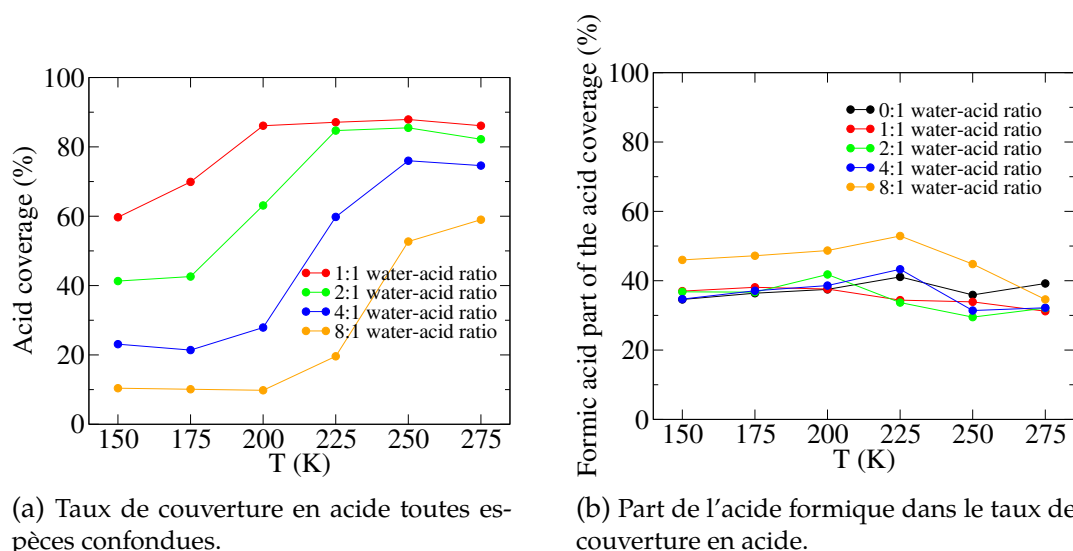 100
80
60
40
20
0
Acid coverage (%)
1:1 water-acid ratio
2:1 water-acid ratio
4:1 water-acid ratio
8:1 water-acid ratio
150 175 200 225 250 275
T (K)
(a) Taux de couverture en acide toutes es-
pèces confondues.
100
80
60
40
20
0
Formic acid part of the acid coverage (%)
0:1 water-acid ratio
1:1 water-acid ratio
2:1 water-acid ratio
4:1 water-acid ratio
8:1 water-acid ratio
150 175 200 225 250 275
T (K)
(b) Part de l'acide formique dans le taux de
couverture en acide.